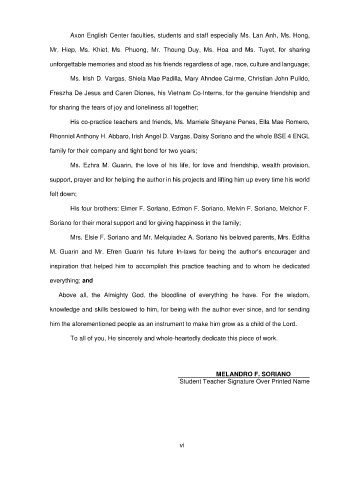 Axon English Center faculties, students and staff especially Ms. Lan Anh, Ms. Hong,
Mr. Hiep, Ms. Khiet, Ms. Phuong, Mr. Thoung Duy, Ms. Hoa and Ms. Tuyet, for sharing
unforgettable memories and stood as his friends regardless of age, race, culture and language;
Ms. Irish D. Vargas, Shiela Mae Padilla, Mary Ahndee Cairme, Christian John Pulido,
Freszha De Jesus and Caren Diones, his Vietnam Co-Interns, for the genuine friendship and
for sharing the tears of joy and loneliness all together;
His co-practice teachers and friends, Ms. Marriele Sheyane Penes, Ella Mae Romero,
Rhonniel Anthony H. Abbaro, Irish Angel D. Vargas, Daisy Soriano and the whole BSE 4 ENGL
family for their company and tight bond for two years;
Ms. Ezhra M. Guarin, the love of his life, for love and friendship, wealth provision,
support, prayer and for helping the author in his projects and lifting him up every time his world
felt down;
His four brothers: Elmer F. Soriano, Edmon F. Soriano, Melvin F. Soriano, Melchor F.
Soriano for their moral support and for giving happiness in the family;
Mrs. Elsie F. Soriano and Mr. Melquiadez A. Soriano his beloved parents, Mrs. Editha
M. Guarin and Mr. Efren Guarin his future In-laws for being the author's encourager and
inspiration that helped him to accomplish this practice teaching and to whom he dedicated
everything; and
Above all, the Almighty God, the bloodline of everything he have. For the wisdom,
knowledge and skills bestowed to him, for being with the author ever since, and for sending
him the aforementioned people as an instrument to make him grow as a child of the Lord.
To all of you, He sincerely and whole-heartedly dedicate this piece of work.
MELANDRO F. SORIANO
Student Teacher Signature Over Printed Name
vi